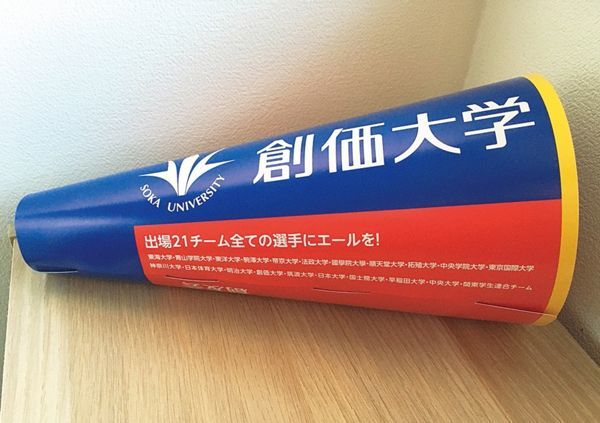 創価大学
SOKA UNIVERSITY
出場21チーム全ての選手にエールを!
東海大学・青山学院大学・東洋大学・駒澤大学・帝京大学・法政大学・國學院大學・順天堂大学・拓殖大学・中央学院大学・東京国際大学
神奈川大学・日本体育大学・明治大学・創価大学・筑波大学・日本大学・国士舘大学・早稲田大学・中央大学・関東学生連合チーム